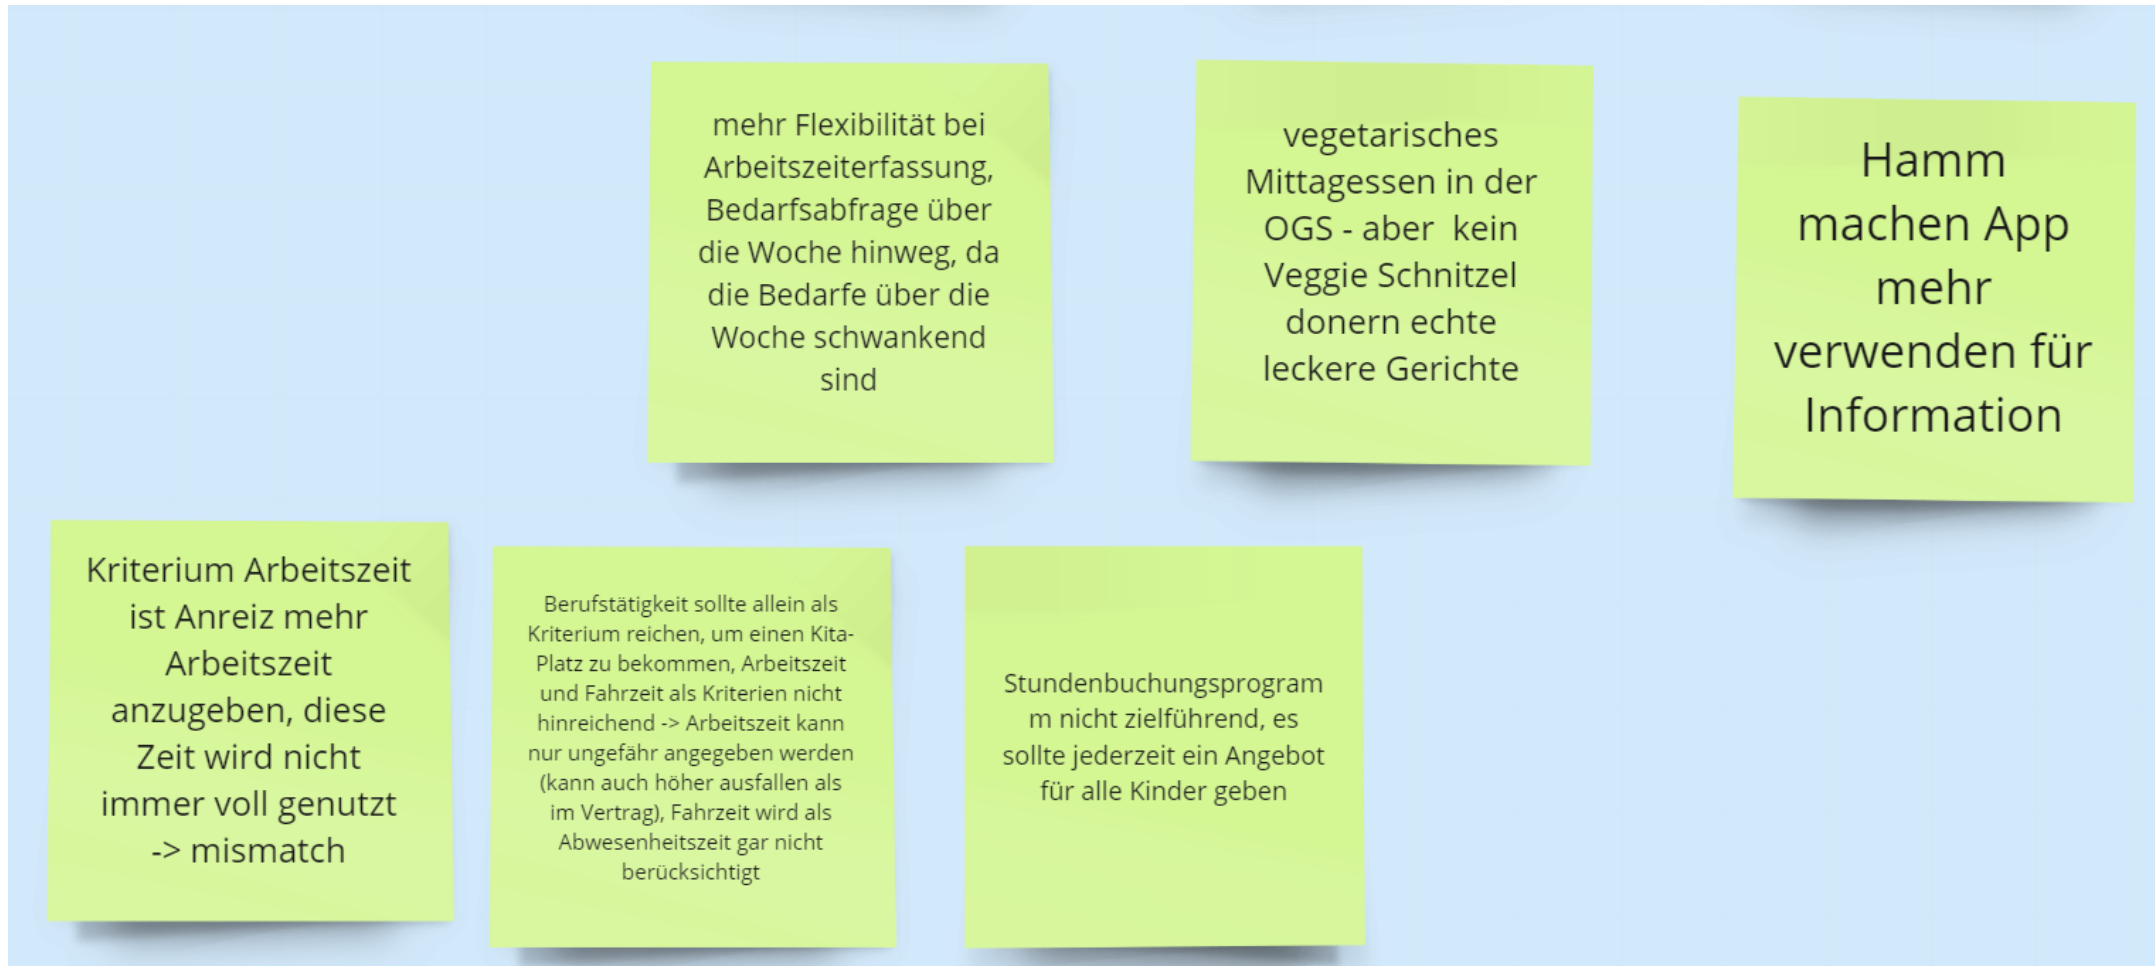 mehr Flexibilität bei
Arbeitszeiterfassung,
Bedarfsabfrage über
die Woche hinweg, da
die Bedarfe über die
Woche schwankend
sind
vegetarisches
Mittagessen in der
OGS - aber  kein
Veggie Schnitzel
donern echte
leckere Gerichte
Hamm
machen App
mehr
verwenden für
Information
Kriterium Arbeitszeit
ist Anreiz mehr
Arbeitszeit
anzugeben, diese
Zeit wird nicht
immer voll genutzt
-> mismatch
Berufstätigkeit sollte allein als
Kriterium reichen, um einen Kita-
Platz zu bekommen, Arbeitszeit
und Fahrzeit als Kriterien nicht
hinreichend -> Arbeitszeit kann
nur ungefähr angegeben werden
(kann auch höher ausfallen als
im Vertrag), Fahrzeit wird als
Abwesenheitszeit gar nicht
berücksichtigt
Stundenbuchungsprogram
m nicht zielführend, es
sollte jederzeit ein Angebot
für alle Kinder geben